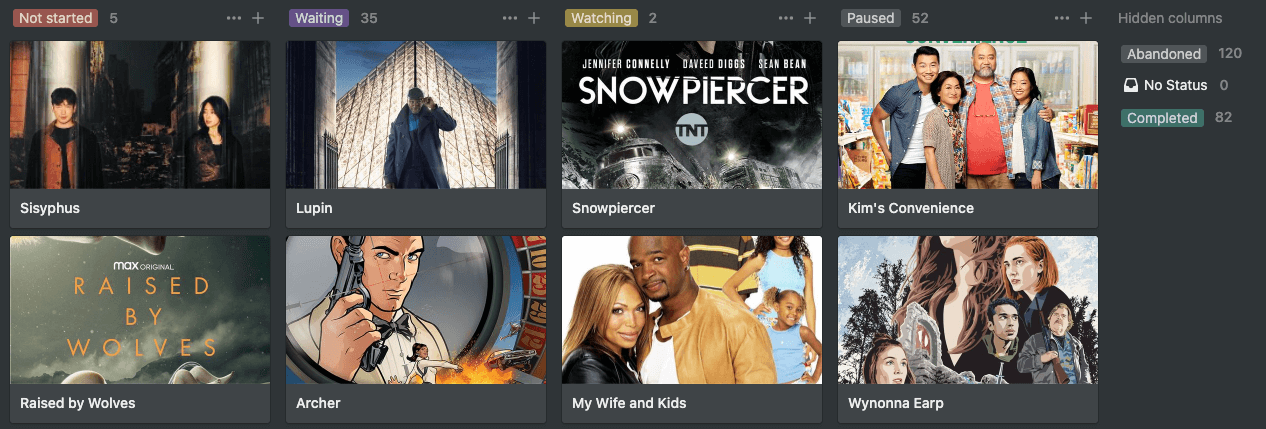 Not started 5
Waiting 35
Watching 2
Paused 52
Hidden columns
Abandoned 120
No Status 0
Completed 82
JENNIFER CONNELLY DAVEED DIGGS SEAN BEAN
SNOWPIERCER
TNT
CONVENIENCE
Sisyphus
Lupin
Snowpiercer
Kim's Convenience
max ORIGINAL
RAISED
BY
WOLVES
Raised by Wolves
Archer
My Wife and Kids
Wynonna Earp